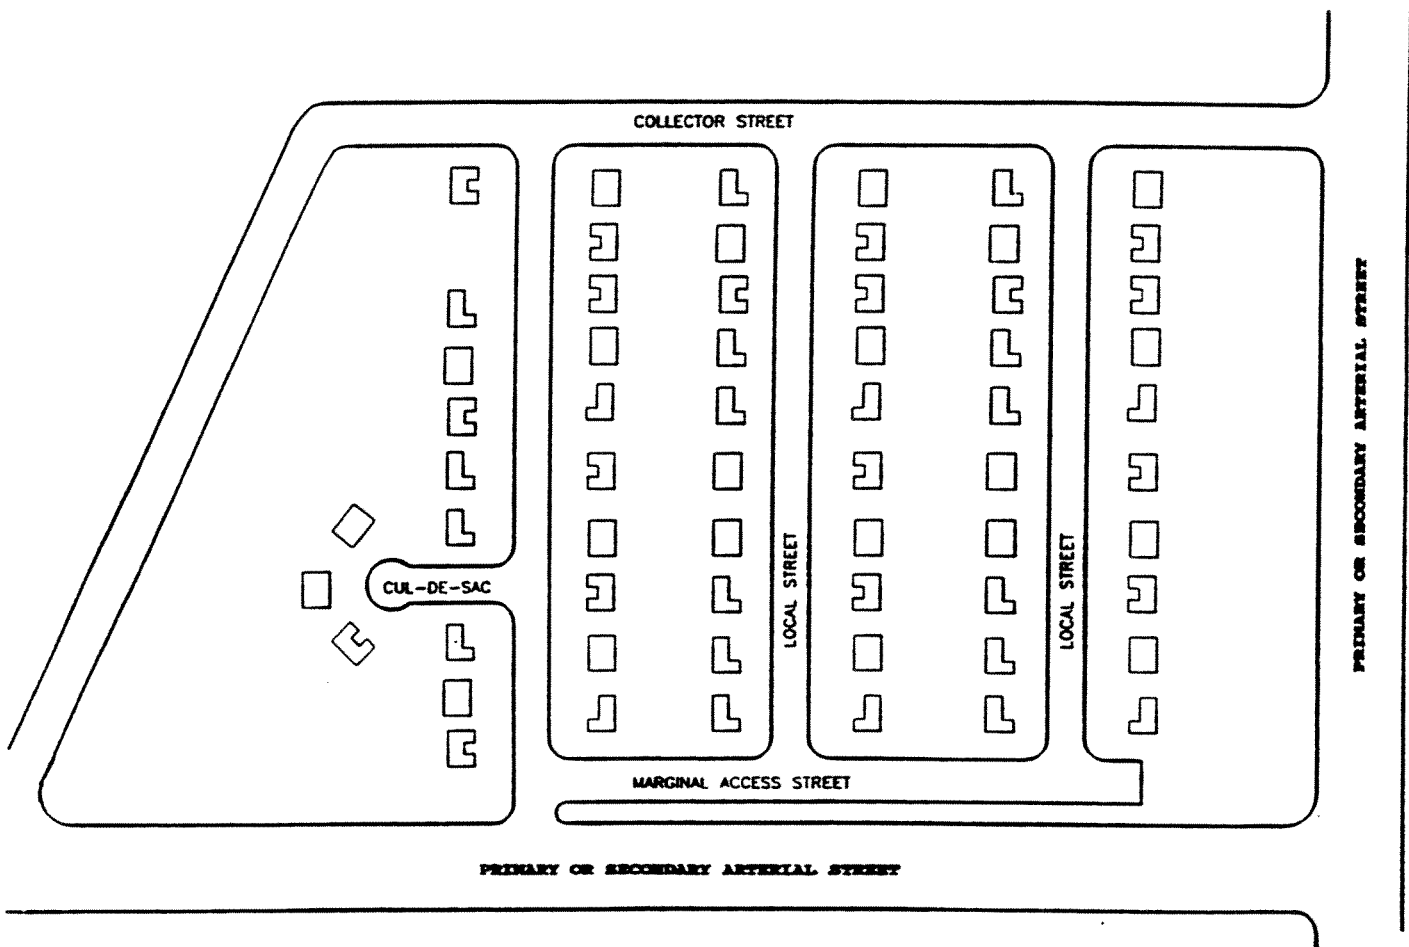 COLLECTOR STREET
PRIMARY OR SECONDARY ARTERIAL STREET
LOCAL STREET
LOCAL STREET
CUL-DE-SAC
MARGINAL ACCESS STREET
PRIMARY OR SECONDARY ARTERIAL STREET